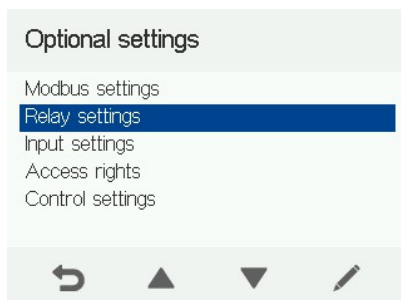 Optional settings
Modbus settings
Relay settings
Input settings
Access rights
Control settings